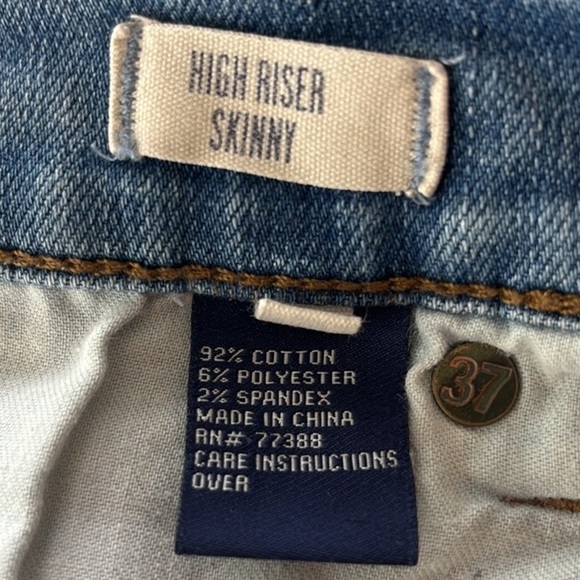 HIGH RISER
SKINNY
92% COTTON
6% POLYESTER
2% SPANDEX
MADE IN CHINA
RN# 77388
CARE INSTRUCTIONS
OVER
37